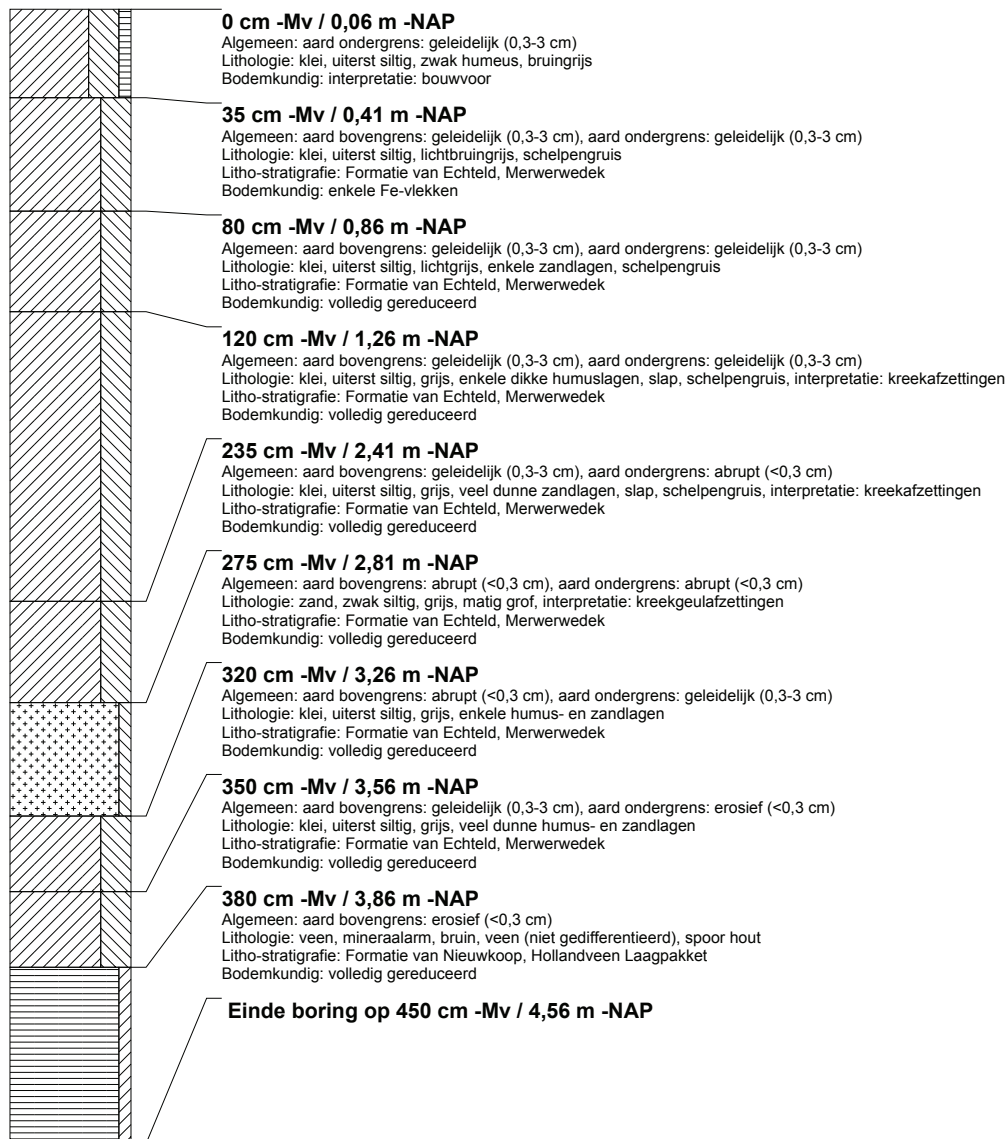 0 cm -Mv / 0,06 m -NAP
Algemeen: aard ondergrens: geleidelijk (0,3-3 cm)
Lithologie: klei, uiterst siltig, zwak humeus, bruingrijs
Bodemkundig: interpretatie: bouwvoor
35 cm -Mv / 0,41 m -NAP
Algemeen: aard bovengrens: geleidelijk (0,3-3 cm), aard ondergrens: geleidelijk (0,3-3 cm)
Lithologie: klei, uiterst siltig, lichtbruingrijs, schelpengruis
Litho-stratigrafie: Formatie van Echteld, Merwerwedek
Bodemkundig: enkele Fe-vlekken
80 cm -Mv / 0,86 m -NAP
Algemeen: aard bovengrens: geleidelijk (0,3-3 cm), aard ondergrens: geleidelijk (0,3-3 cm)
Lithologie: klei, uiterst siltig, lichtgrijs, enkele zandlagen, schelpengruis
Litho-stratigrafie: Formatie van Echteld, Merwerwedek
Bodemkundig: volledig gereduceerd
120 cm -Mv / 1,26 m -NAP
Algemeen: aard bovengrens: geleidelijk (0,3-3 cm), aard ondergrens: geleidelijk (0,3-3 cm)
Lithologie: klei, uiterst siltig, grijs, enkele dikke humuslagen, slap, schelpengruis, interpretatie: kreekafzettingen
Litho-stratigrafie: Formatie van Echteld, Merwerwedek
Bodemkundig: volledig gereduceerd
235 cm -Mv / 2,41 m -NAP
Algemeen: aard bovengrens: geleidelijk (0,3-3 cm), aard ondergrens: abrupt (<0,3 cm)
Lithologie: klei, uiterst siltig, grijs, veel dunne zandlagen, slap, schelpengruis, interpretatie: kreekafzettingen
Litho-stratigrafie: Formatie van Echteld, Merwerwedek
Bodemkundig: volledig gereduceerd
275 cm -Mv / 2,81 m -NAP
Algemeen: aard bovengrens: abrupt (<0,3 cm), aard ondergrens: abrupt (<0,3 cm)
Lithologie: zand, zwak siltig, grijs, matig grof, interpretatie: kreekgeulafzettingen
Litho-stratigrafie: Formatie van Echteld, Merwerwedek
Bodemkundig: volledig gereduceerd
320 cm -Mv / 3,26 m -NAP
Algemeen: aard bovengrens: abrupt (<0,3 cm), aard ondergrens: geleidelijk (0,3-3 cm)
Lithologie: klei, uiterst siltig, grijs, enkele humus- en zandlagen
Litho-stratigrafie: Formatie van Echteld, Merwerwedek
Bodemkundig: volledig gereduceerd
350 cm -Mv / 3,56 m -NAP
Algemeen: aard bovengrens: geleidelijk (0,3-3 cm), aard ondergrens: erosief (<0,3 cm)
Lithologie: klei, uiterst siltig, grijs, veel dunne humus- en zandlagen
Litho-stratigrafie: Formatie van Echteld, Merwerwedek
Bodemkundig: volledig gereduceerd
380 cm -Mv / 3,86 m -NAP
Algemeen: aard bovengrens: erosief (<0,3 cm)
Lithologie: veen, mineraalarm, bruin, veen (niet gedifferentieerd), spoor hout
Litho-stratigrafie: Formatie van Nieuwkoop, Hollandveen Laagpakket
Bodemkundig: volledig gereduceerd
Einde boring op 450 cm -Mv / 4,56 m -NAP